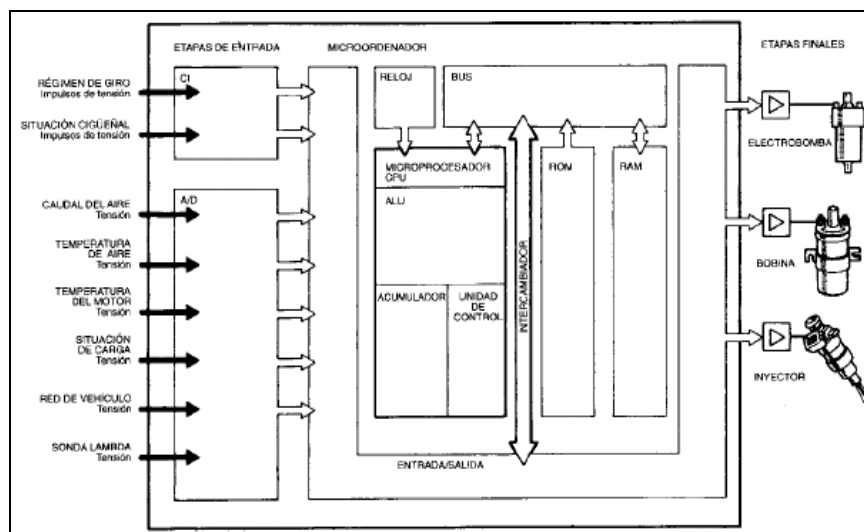 ETAPAS DE ENTRADA
MICROORDENADOR
ETAPAS FINALES
CI
RÉGIMEN DE GIRO
Impulsos de tensión
SITUACIÓN CIGÜEÑAL
Impulsos de tensión
A/D
CAUDAL DEL AIRE
Tensión
TEMPERATURA
DE AIRE
Tensión
TEMPERATURA
DEL MOTOR
Tensión
SITUACIÓN
DE CARGA
Tensión
RED DE VEHÍCULO
Tensión
SONDA LAMBDA
Tensión
RELOJ
BUS
MICROPROCESADOR
CPU
ALU
ACUMULADOR
UNIDAD
DE
CONTROL
INTERCAMBIADOR
ROM
RAM
ENTRADA/SALIDA
ELECTROBOMBA
BOBINA
INYECTOR